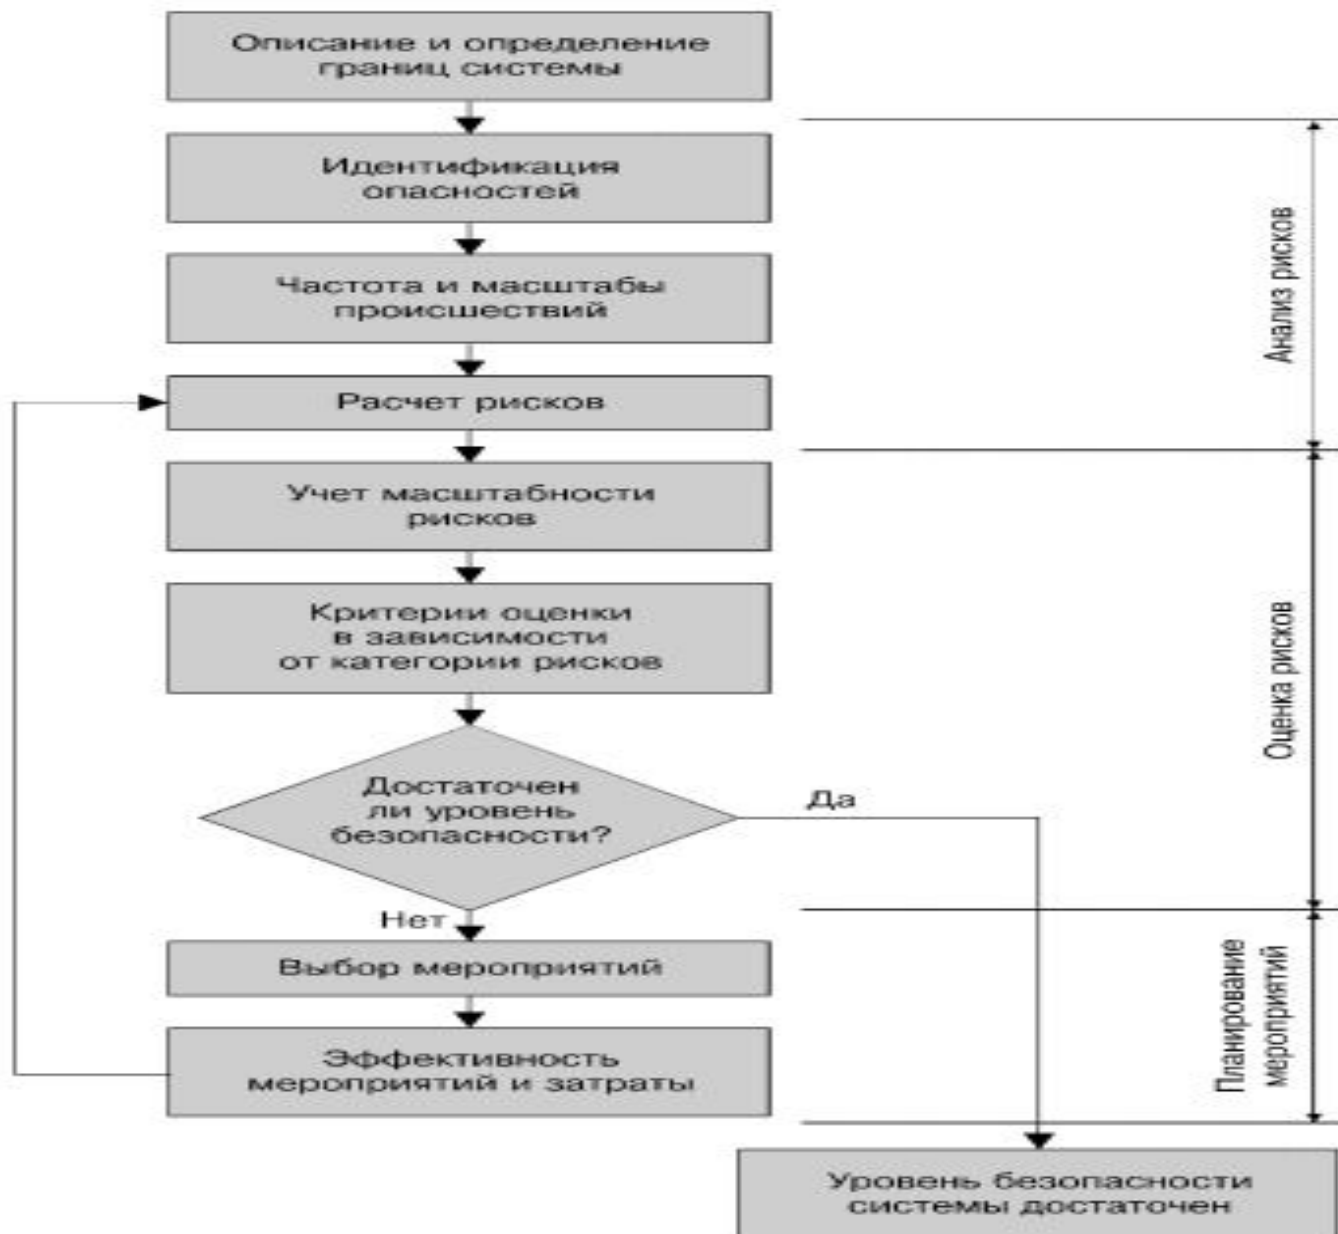 Описание и определение
границ системы
Идентификация
опасностей
Частота и масштабы
происшествий
Расчет рисков
Учет масштабности
рисков
Критерии оценки
в зависимости
от категории рисков
Достаточен
ли уровень
безопасности?
Да
Нет
Выбор мероприятий
Эффективность
мероприятий и затраты
Уровень безопасности
системы достаточен
Анализ рисков
Оценка рисков
Планирование
мероприятий